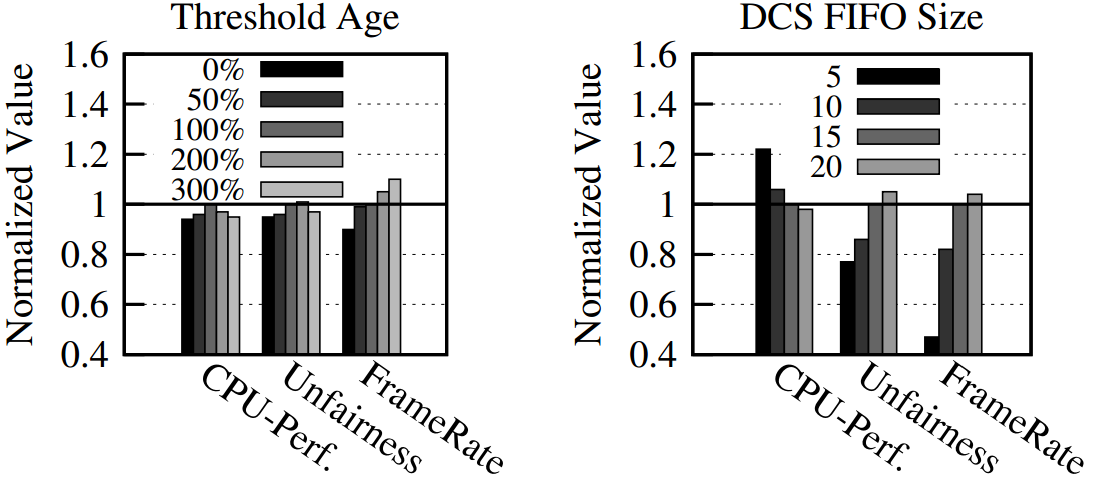 Threshold Age
Normalized Value
1.6
1.4
1.2
1
0.8
0.6
0.4
0%
50%
100%
200%
300%
CPU-Perf.
Unfairness
FrameRate
DCS FIFO Size
Normalized Value
1.6
1.4
1.2
1
0.8
0.6
0.4
5
10
15
20
CPU-Perf.
Unfairness
FrameRate